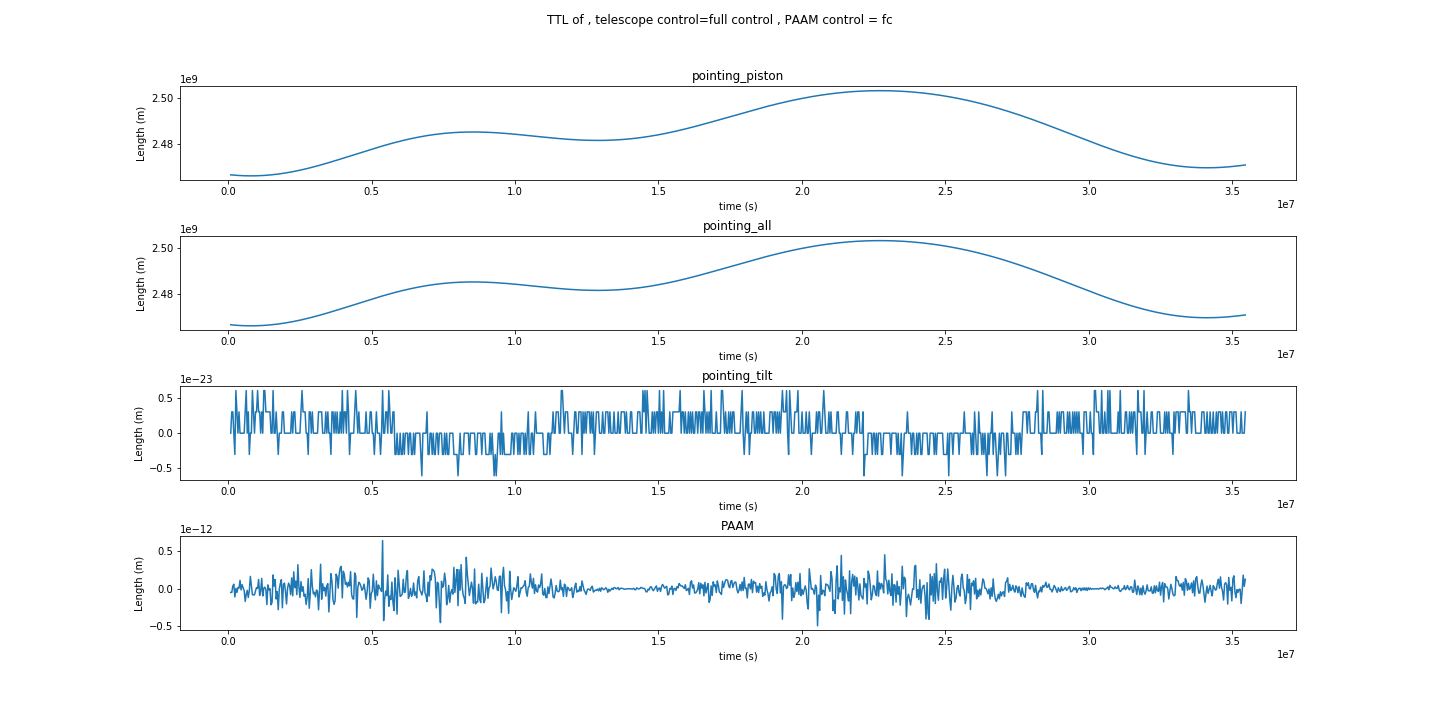 TTL of , telescope control=full control , PAAM control = fc
pointing_piston
1e9
2.50
2.48
Length (m)
0.0 0.5 1.0 1.5 2.0 2.5 3.0 3.5
time (s)
1e7
pointing_all
1e9
2.50
2.48
Length (m)
0.0 0.5 1.0 1.5 2.0 2.5 3.0 3.5
time (s)
1e7
pointing_tilt
1e−23
0.5
0.0
−0.5
Length (m)
0.0 0.5 1.0 1.5 2.0 2.5 3.0 3.5
time (s)
1e7
PAAM
1e−12
0.5
0.0
−0.5
Length (m)
0.0 0.5 1.0 1.5 2.0 2.5 3.0 3.5
time (s)
1e7